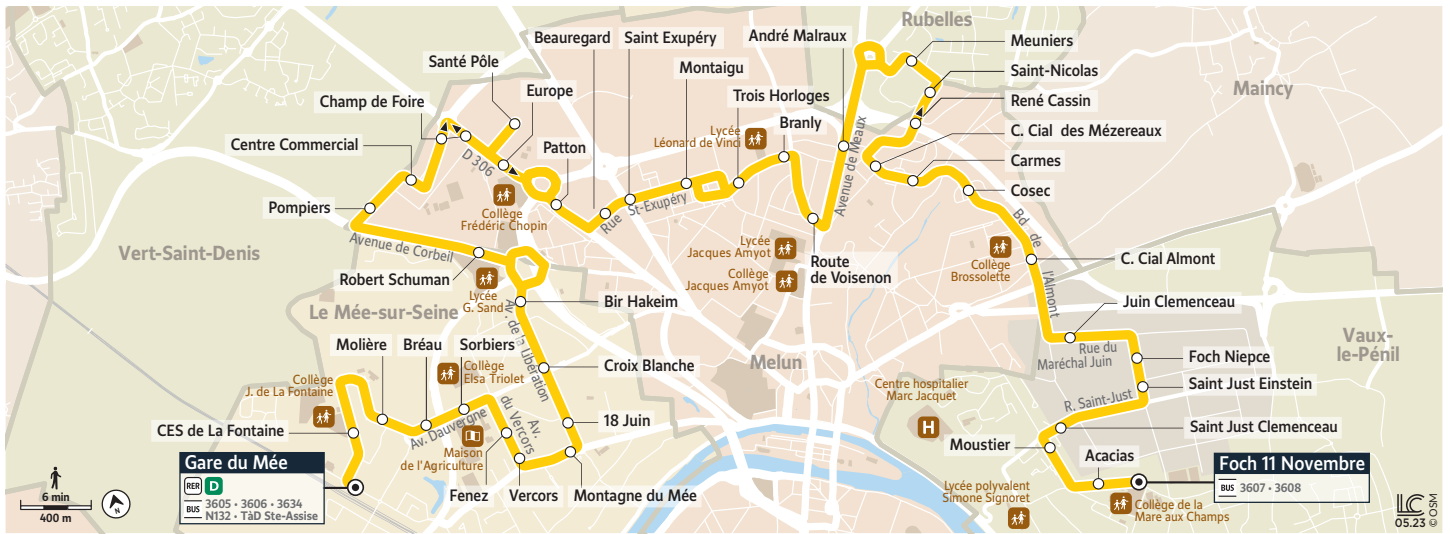 Rubelles
Beauregard
Saint Exupéry
André Malraux
Meuniers
Santé Pôle
Montaigu
Saint-Nicolas
Europe
Maincy
Champ de Foire
Trois Horloges
René Cassin
Branly
Lycée
Léonard de Vinci
C. Cial des Mézereaux
Centre Commercial
D 306
Patton
Avenue de Meaux
Carmes
Cosec
Pompiers
Collège
Frédéric Chopin
Rue St-Exupéry
Bd. de l'Almont
Avenue de Corbeil
Vert-Saint-Denis
Lycée
Jacques Amyot
Collège
Jacques Amyot
Route
de Voisenon
Collège
Brossolette
C. Cial Almont
Robert Schuman
Lycée
G. Sand
Bir Hakeim
Juin Clemenceau
Le Mée-sur-Seine
Av. de la Libération
Vaux-
le-Pénil
Molière
Bréau
Sorbiers
Rue du
Maréchal Juin
Foch Niepce
Collège
Elsa Triolet
Croix Blanche
Melun
Collège
J. de La Fontaine
Centre hospitalier
Marc Jacquet
H
Saint Just Einstein
R. Saint-Just
CES de La Fontaine
Av. Dauvergne
Av.
du Vercors
18 Juin
Saint Just Clemenceau
Maison
de l'Agriculture
Moustier
Acacias
Gare du Mée
RER D
BUS
3605 • 3606 • 3634
N132 • TàD Ste-Assise
Fenez
Vercors
Montagne du Mée
Lycée polyvalent
Simone Signoret
Collège de la
Mare aux Champs
Foch 11 Novembre
BUS 3607 • 3608
6 min
400 m
N
LC
05.23 © OSM